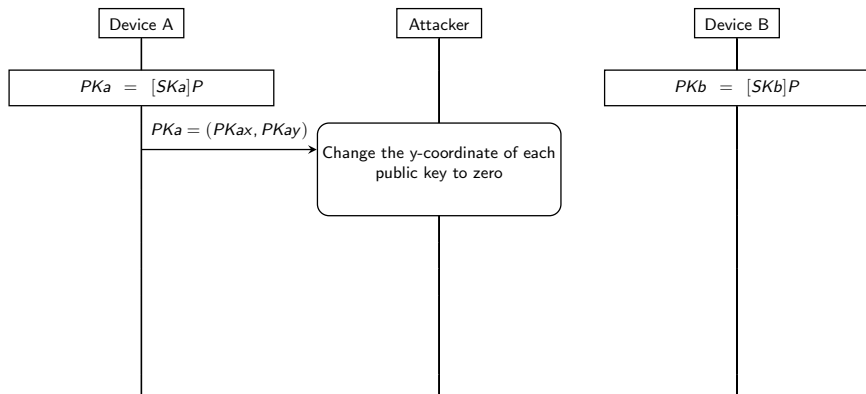 Device A
Attacker
Device B
PKa = [SKa]P
PKb = [SKb]P
PKa = (PKax, PKay)
Change the y-coordinate of each
public key to zero